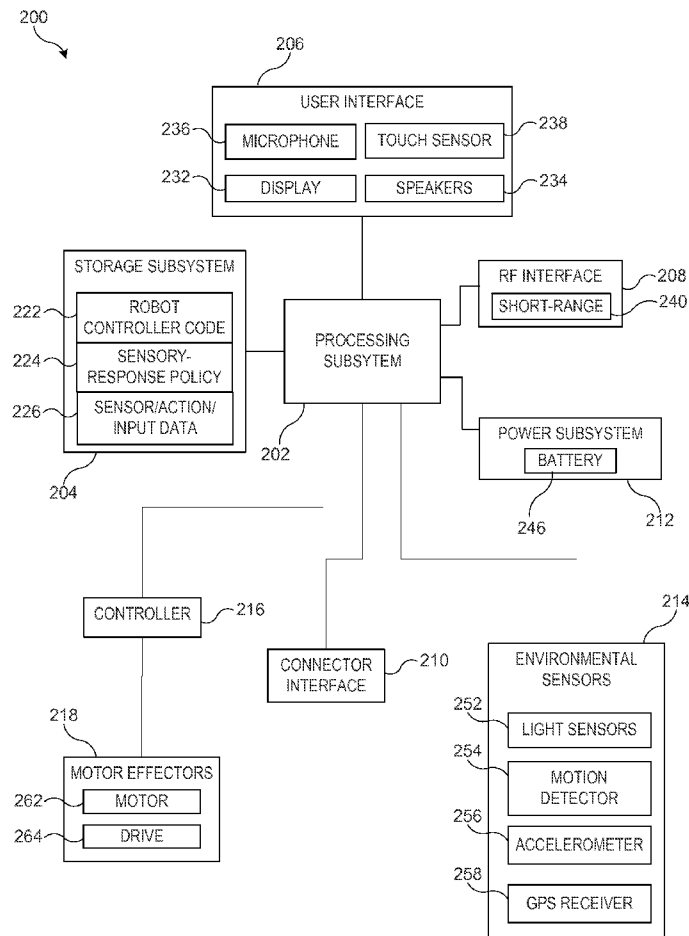 200
206
USER INTERFACE
236
MICROPHONE
TOUCH SENSOR
238
232
DISPLAY
SPEAKERS
234
STORAGE SUBSYSTEM
222
ROBOT
CONTROLLER CODE
224
SENSORY-
RESPONSE POLICY
226
SENSOR/ACTION/
INPUT DATA
204
PROCESSING
SUBSYTEM
202
RF INTERFACE
208
SHORT-RANGE
240
POWER SUBSYSTEM
BATTERY
246
212
CONTROLLER
216
CONNECTOR
INTERFACE
210
218
MOTOR EFFECTORS
262
MOTOR
264
DRIVE
214
ENVIRONMENTAL
SENSORS
252
LIGHT SENSORS
254
MOTION
DETECTOR
256
ACCELEROMETER
258
GPS RECEIVER